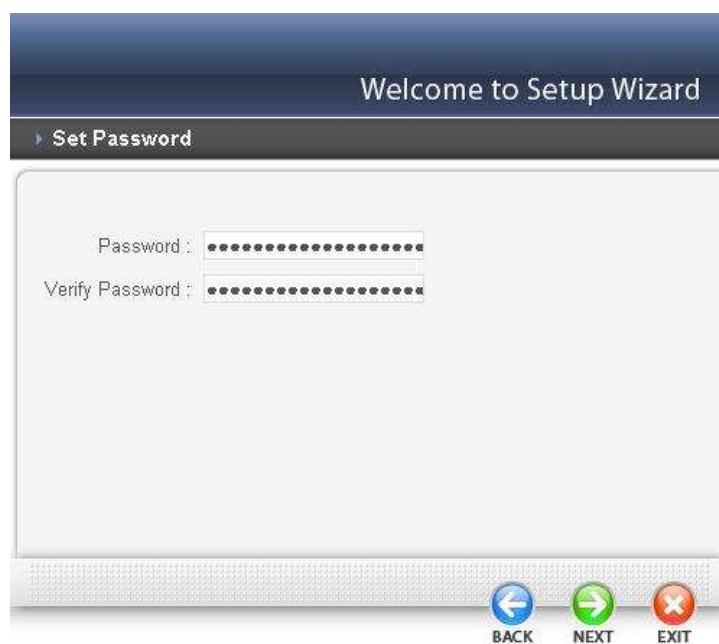 Welcome to Setup Wizard
Set Password
Password : •••••••••••••••••••
Verify Password : •••••••••••••••••••
BACK NEXT EXIT